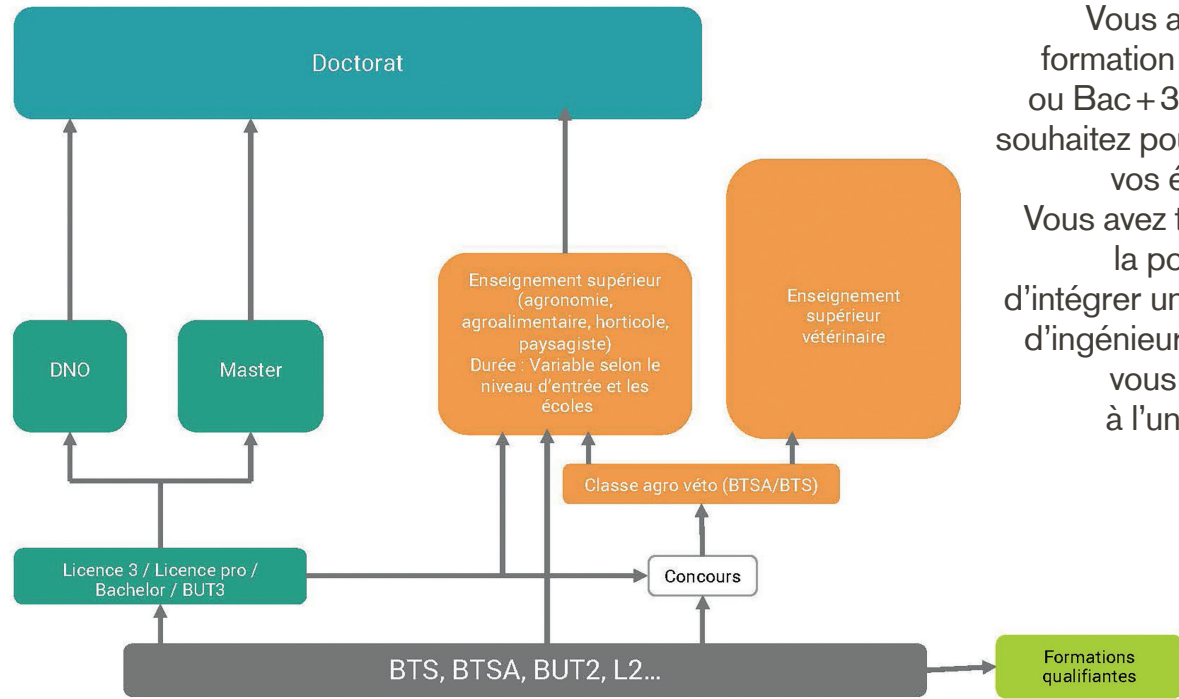 Doctorat
Vous a
formation
ou Bac + 3
souhaitez pou
vos é
Vous avez t
la po
d'intégrer un
d'ingénieur
vous
à l'un
Enseignement supérieur
(agronomie,
agroalimentaire, horticole,
paysagiste)
Durée : Variable selon le
niveau d'entrée et les
écoles
Enseignement
supérieur
vétérinaire
DNO
Master
Classe agro véto (BTSA/BTS)
Licence 3 / Licence pro /
Bachelor / BUT3
Concours
BTS, BTSA, BUT2, L2...
Formations
qualifiantes